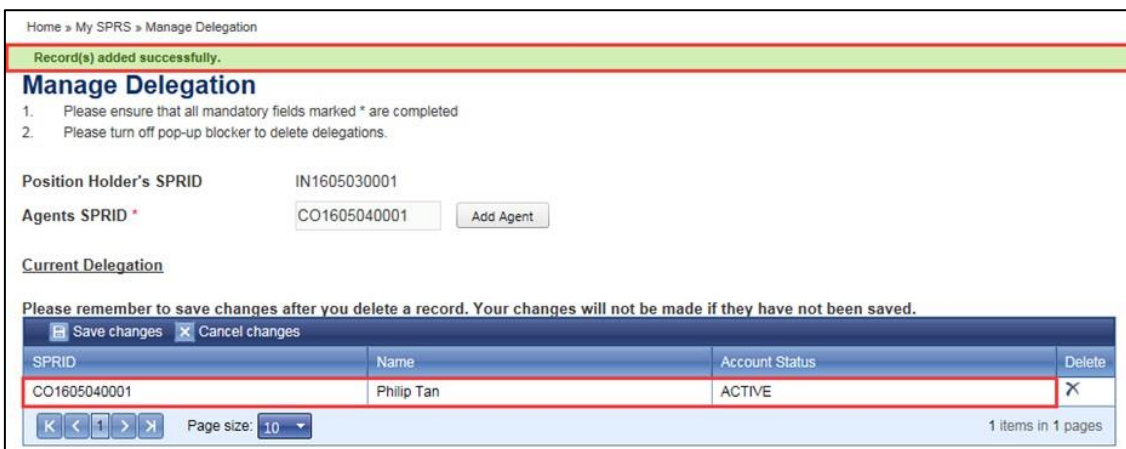 Home » My SPRS » Manage Delegation
Record(s) added successfully.
Manage Delegation
1. Please ensure that all mandatory fields marked * are completed
2. Please turn off pop-up blocker to delete delegations.
Position Holder's SPRID IN1605030001
Agents SPRID * CO1605040001 Add Agent
Current Delegation
Please remember to save changes after you delete a record. Your changes will not be made if they have not been saved.
Save changes Cancel changes
SPRID Name Account Status Delete
CO1605040001 Philip Tan ACTIVE
1 Page size: 10 1 items in 1 pages